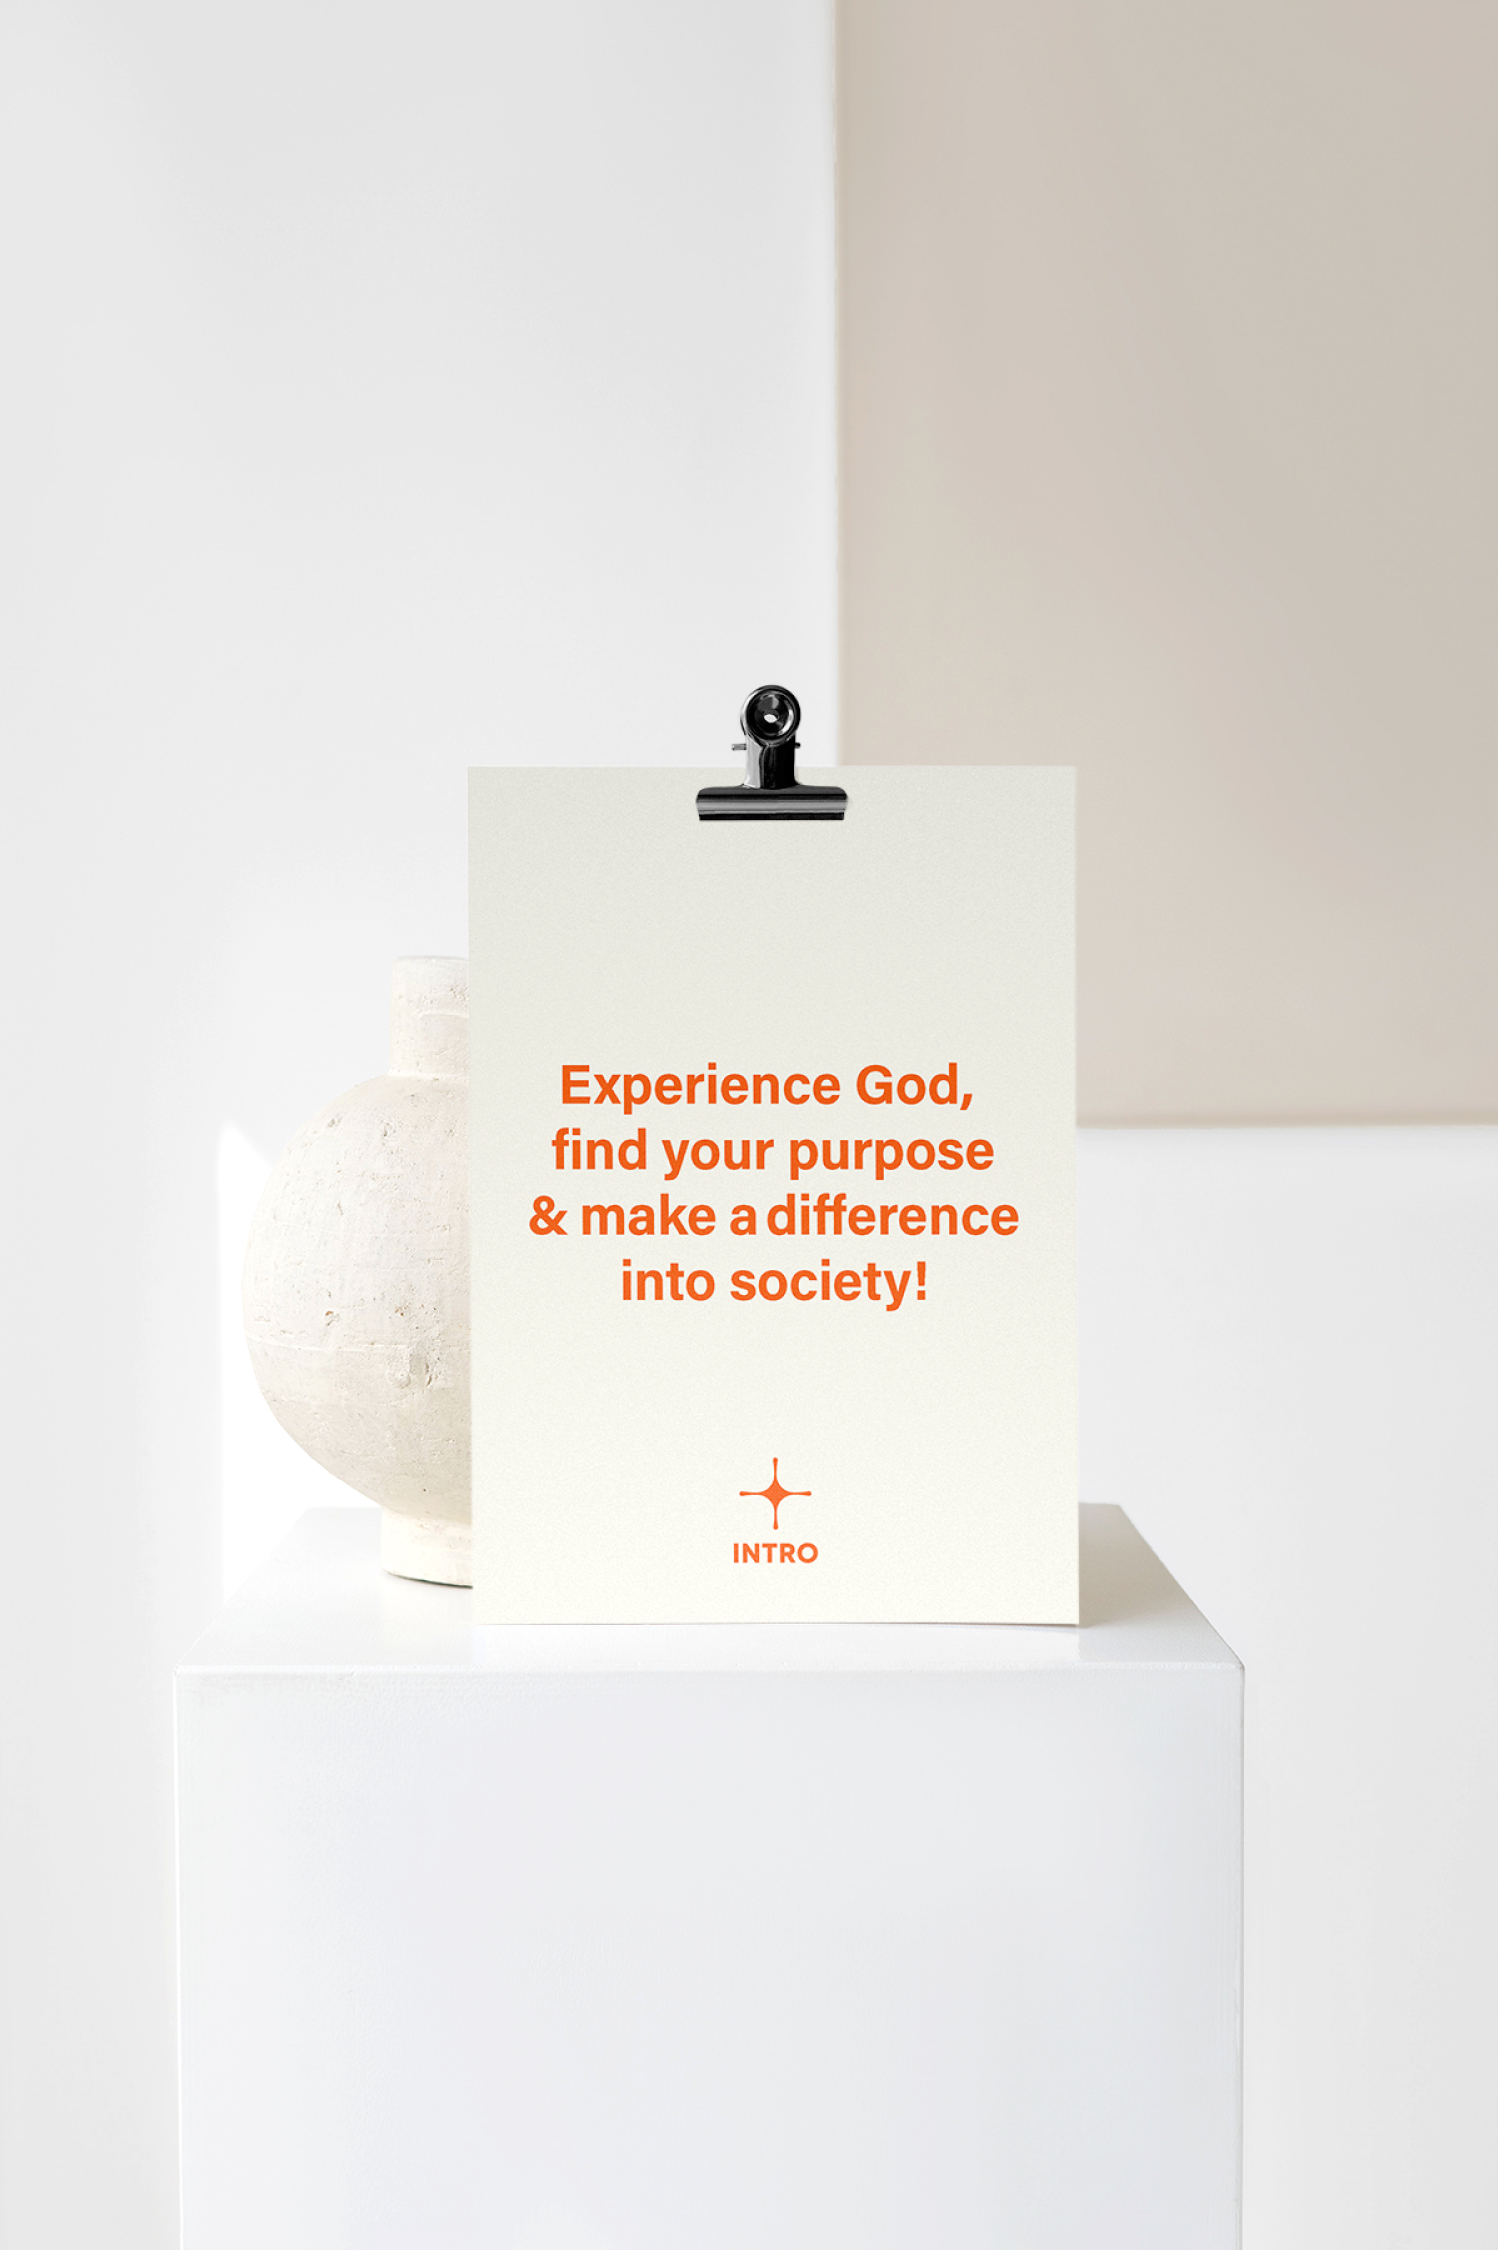 Experience God,
find your purpose
& make a difference
into society!
INTRO